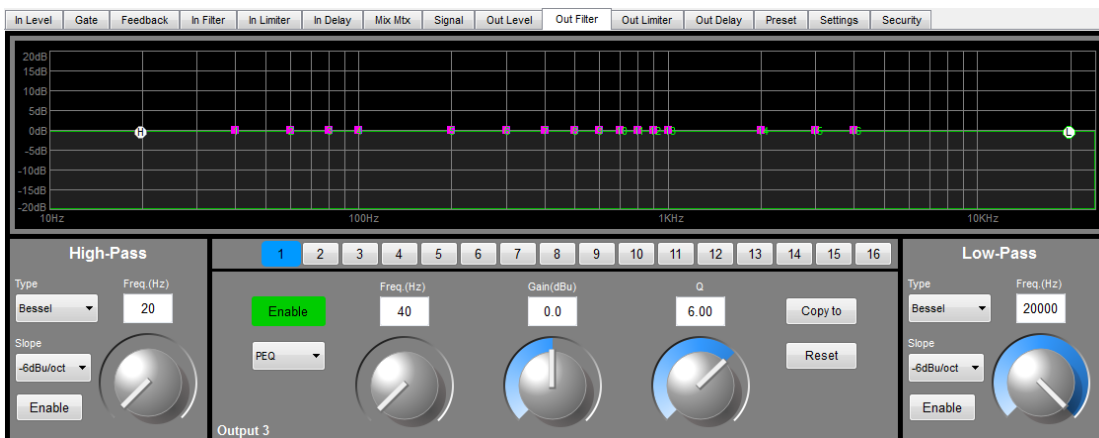 In Level Gate Feedback In Filter In Limiter In Delay Mix Mtx Signal Out Level Out Filter Out Limiter Out Delay Preset Settings Security
20dB
15dB
10dB
5dB
0dB H L
-5dB
-10dB
-15dB
-20dB
10Hz 100Hz 1KHz 10KHz
High-Pass 1 2 3 4 5 6 7 8 9 10 11 12 13 14 15 16 Low-Pass
Type Freq.(Hz) Freq.(Hz) Gain(dBu) Q Type Freq.(Hz)
Bessel 20 Enable 40 0.0 6.00 Copy to Bessel 20000
Slope Slope
-6dBu/oct PEQ Reset -6dBu/oct
Enable Enable
Output 3